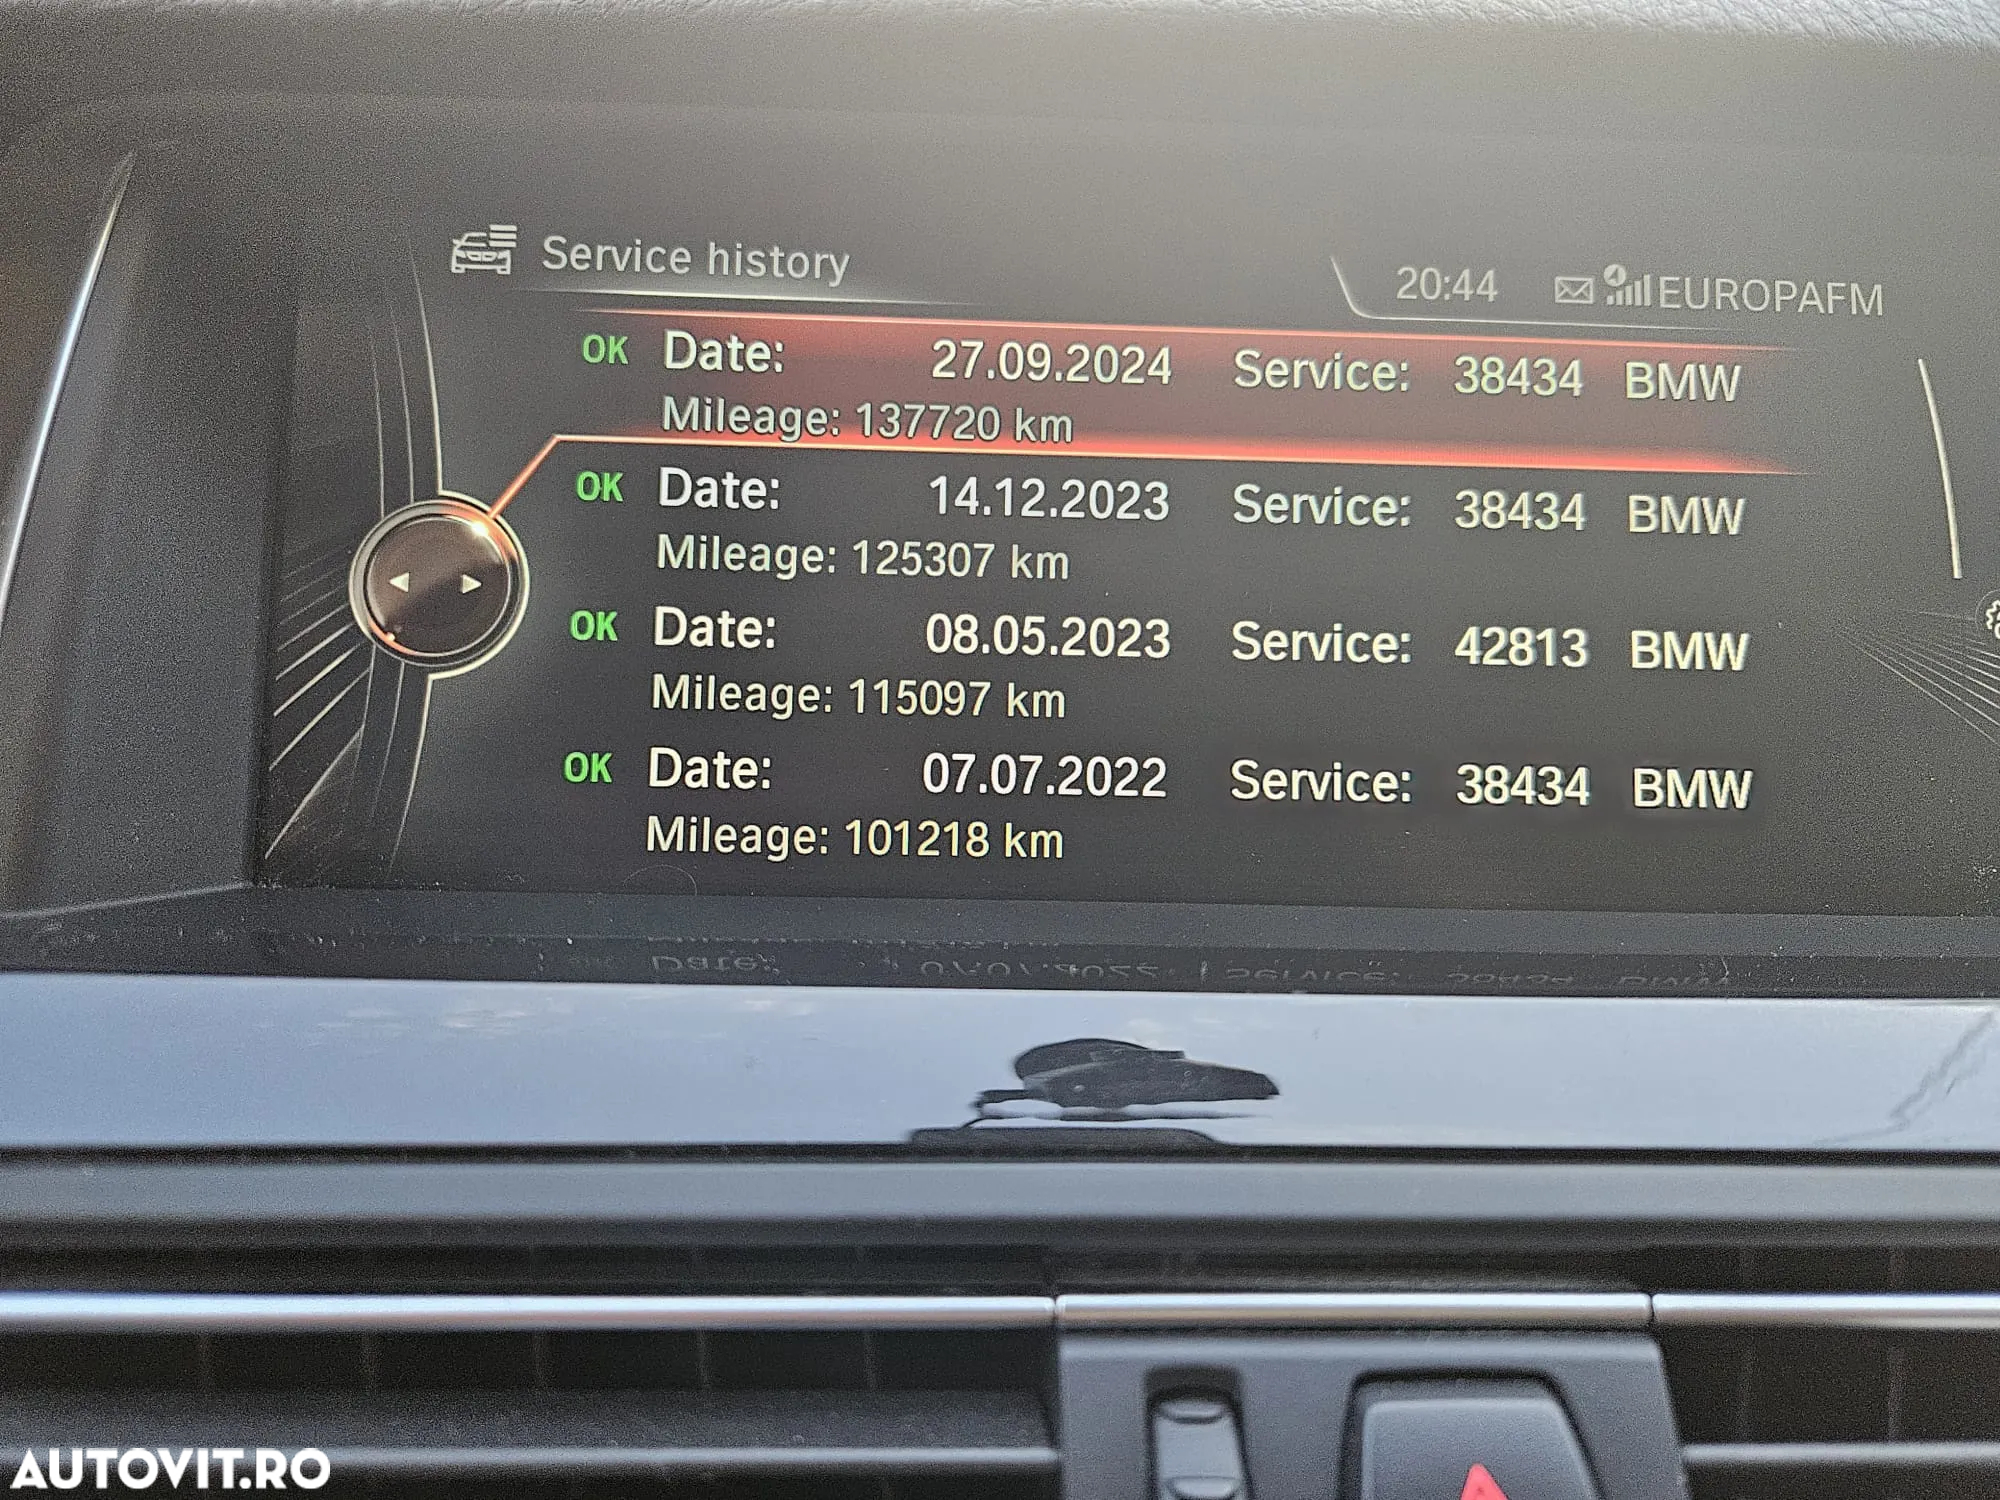 Service history
20:44 EUROPAFM
OK Date: 27.09.2024 Service: 38434 BMW
Mileage: 137720 km
OK Date: 14.12.2023 Service: 38434 BMW
Mileage: 125307 km
OK Date: 08.05.2023 Service: 42813 BMW
Mileage: 115097 km
OK Date: 07.07.2022 Service: 38434 BMW
Mileage: 101218 km
AUTOVIT.RO